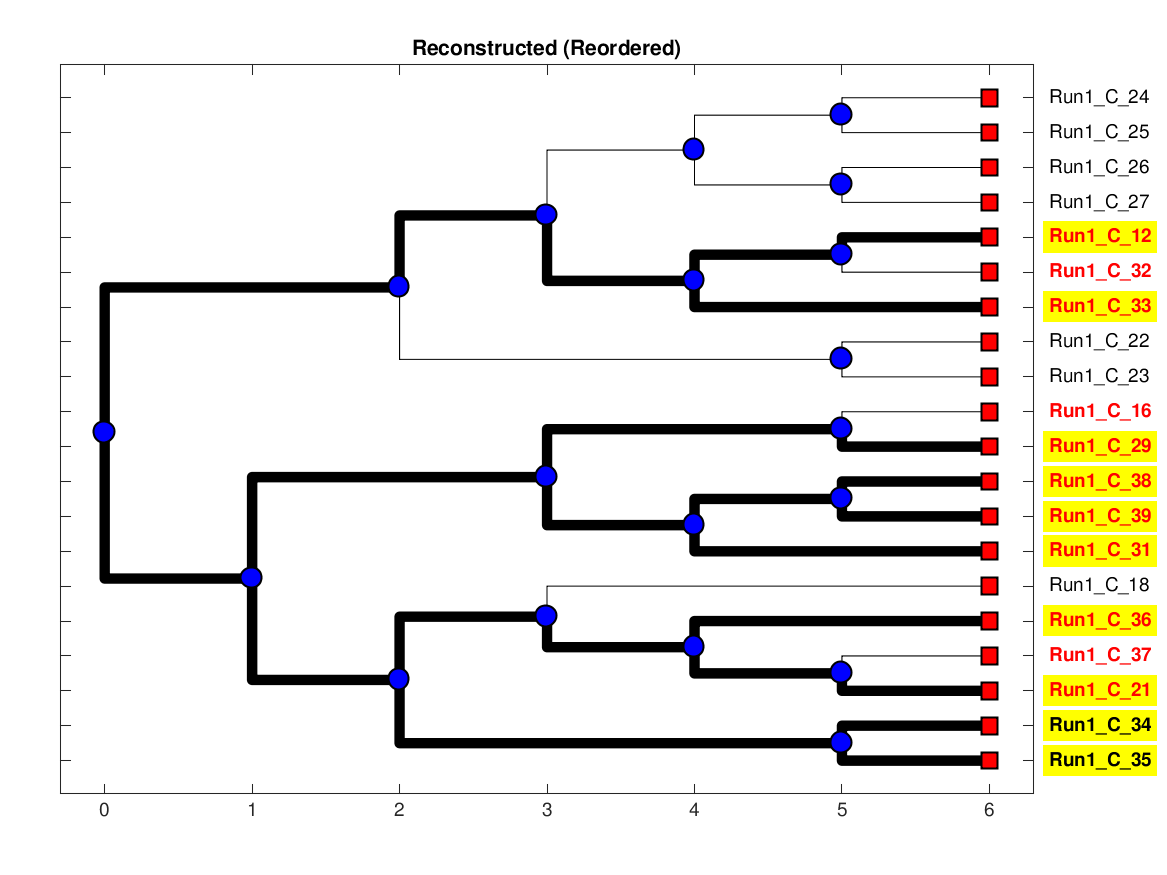 Reconstructed (Reordered)
Run1_C_24
Run1_C_25
Run1_C_26
Run1_C_27
Run1_C_12
Run1_C_32
Run1_C_33
Run1_C_22
Run1_C_23
Run1_C_16
Run1_C_29
Run1_C_38
Run1_C_39
Run1_C_31
Run1_C_18
Run1_C_36
Run1_C_37
Run1_C_21
Run1_C_34
Run1_C_35
0 1 2 3 4 5 6